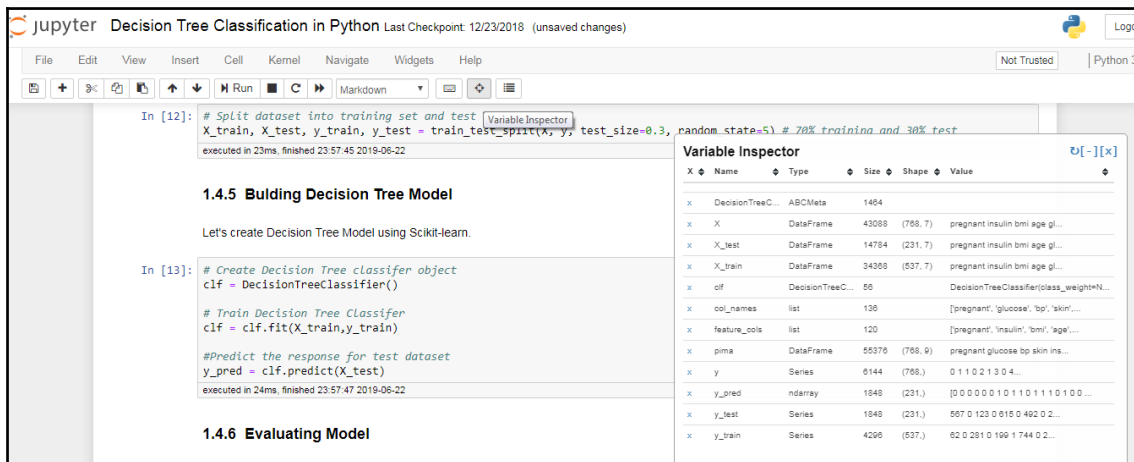 jupyter Decision Tree Classification in Python Last Checkpoint: 12/23/2018 (unsaved changes)
Logo
File Edit View Insert Cell Kernel Navigate Widgets Help
Not Trusted
Python 3
Run
Markdown
In [12]:
# Split dataset into training set and test
Variable Inspector
X_train, X_test, y_train, y_test = train_test_split(X, y, test_size=0.3, random_state=5) # 70% training and 30% test
executed in 23ms, finished 23:57:45 2019-06-22
1.4.5 Bulding Decision Tree Model
Let's create Decision Tree Model using Scikit-learn.
In [13]:
# Create Decision Tree classifer object
clf = DecisionTreeClassifier()
# Train Decision Tree Classifer
clf = clf.fit(X_train,y_train)
#Predict the response for test dataset
y_pred = clf.predict(X_test)
executed in 24ms, finished 23:57:47 2019-06-22
1.4.6 Evaluating Model
Variable Inspector
↻[-][x]
X Name Type Size Shape Value
x DecisionTreeC... ABCMeta 1464
x X DataFrame 43088 (768, 7) pregnant insulin bmi age gl...
x X_test DataFrame 14784 (231, 7) pregnant insulin bmi age gl...
x X_train DataFrame 34368 (537, 7) pregnant insulin bmi age gl...
x clf DecisionTreeC... 56 DecisionTreeClassifier(class_weight=N...
x col_names list 136 ['pregnant', 'glucose', 'bp', 'skin',...
x feature_cols list 120 ['pregnant', 'insulin', 'bmi', 'age',...
x pima DataFrame 55376 (768, 9) pregnant glucose bp skin ins...
x y Series 6144 (768,) 0 1 1 0 2 1 3 0 4...
x y_pred ndarray 1848 (231,) [0 0 0 0 0 0 1 0 1 1 0 1 1 1 0 1 0 0 ...
x y_test Series 1848 (231,) 567 0 123 0 615 0 492 0 2...
x y_train Series 4296 (537,) 62 0 281 0 199 1 744 0 2...